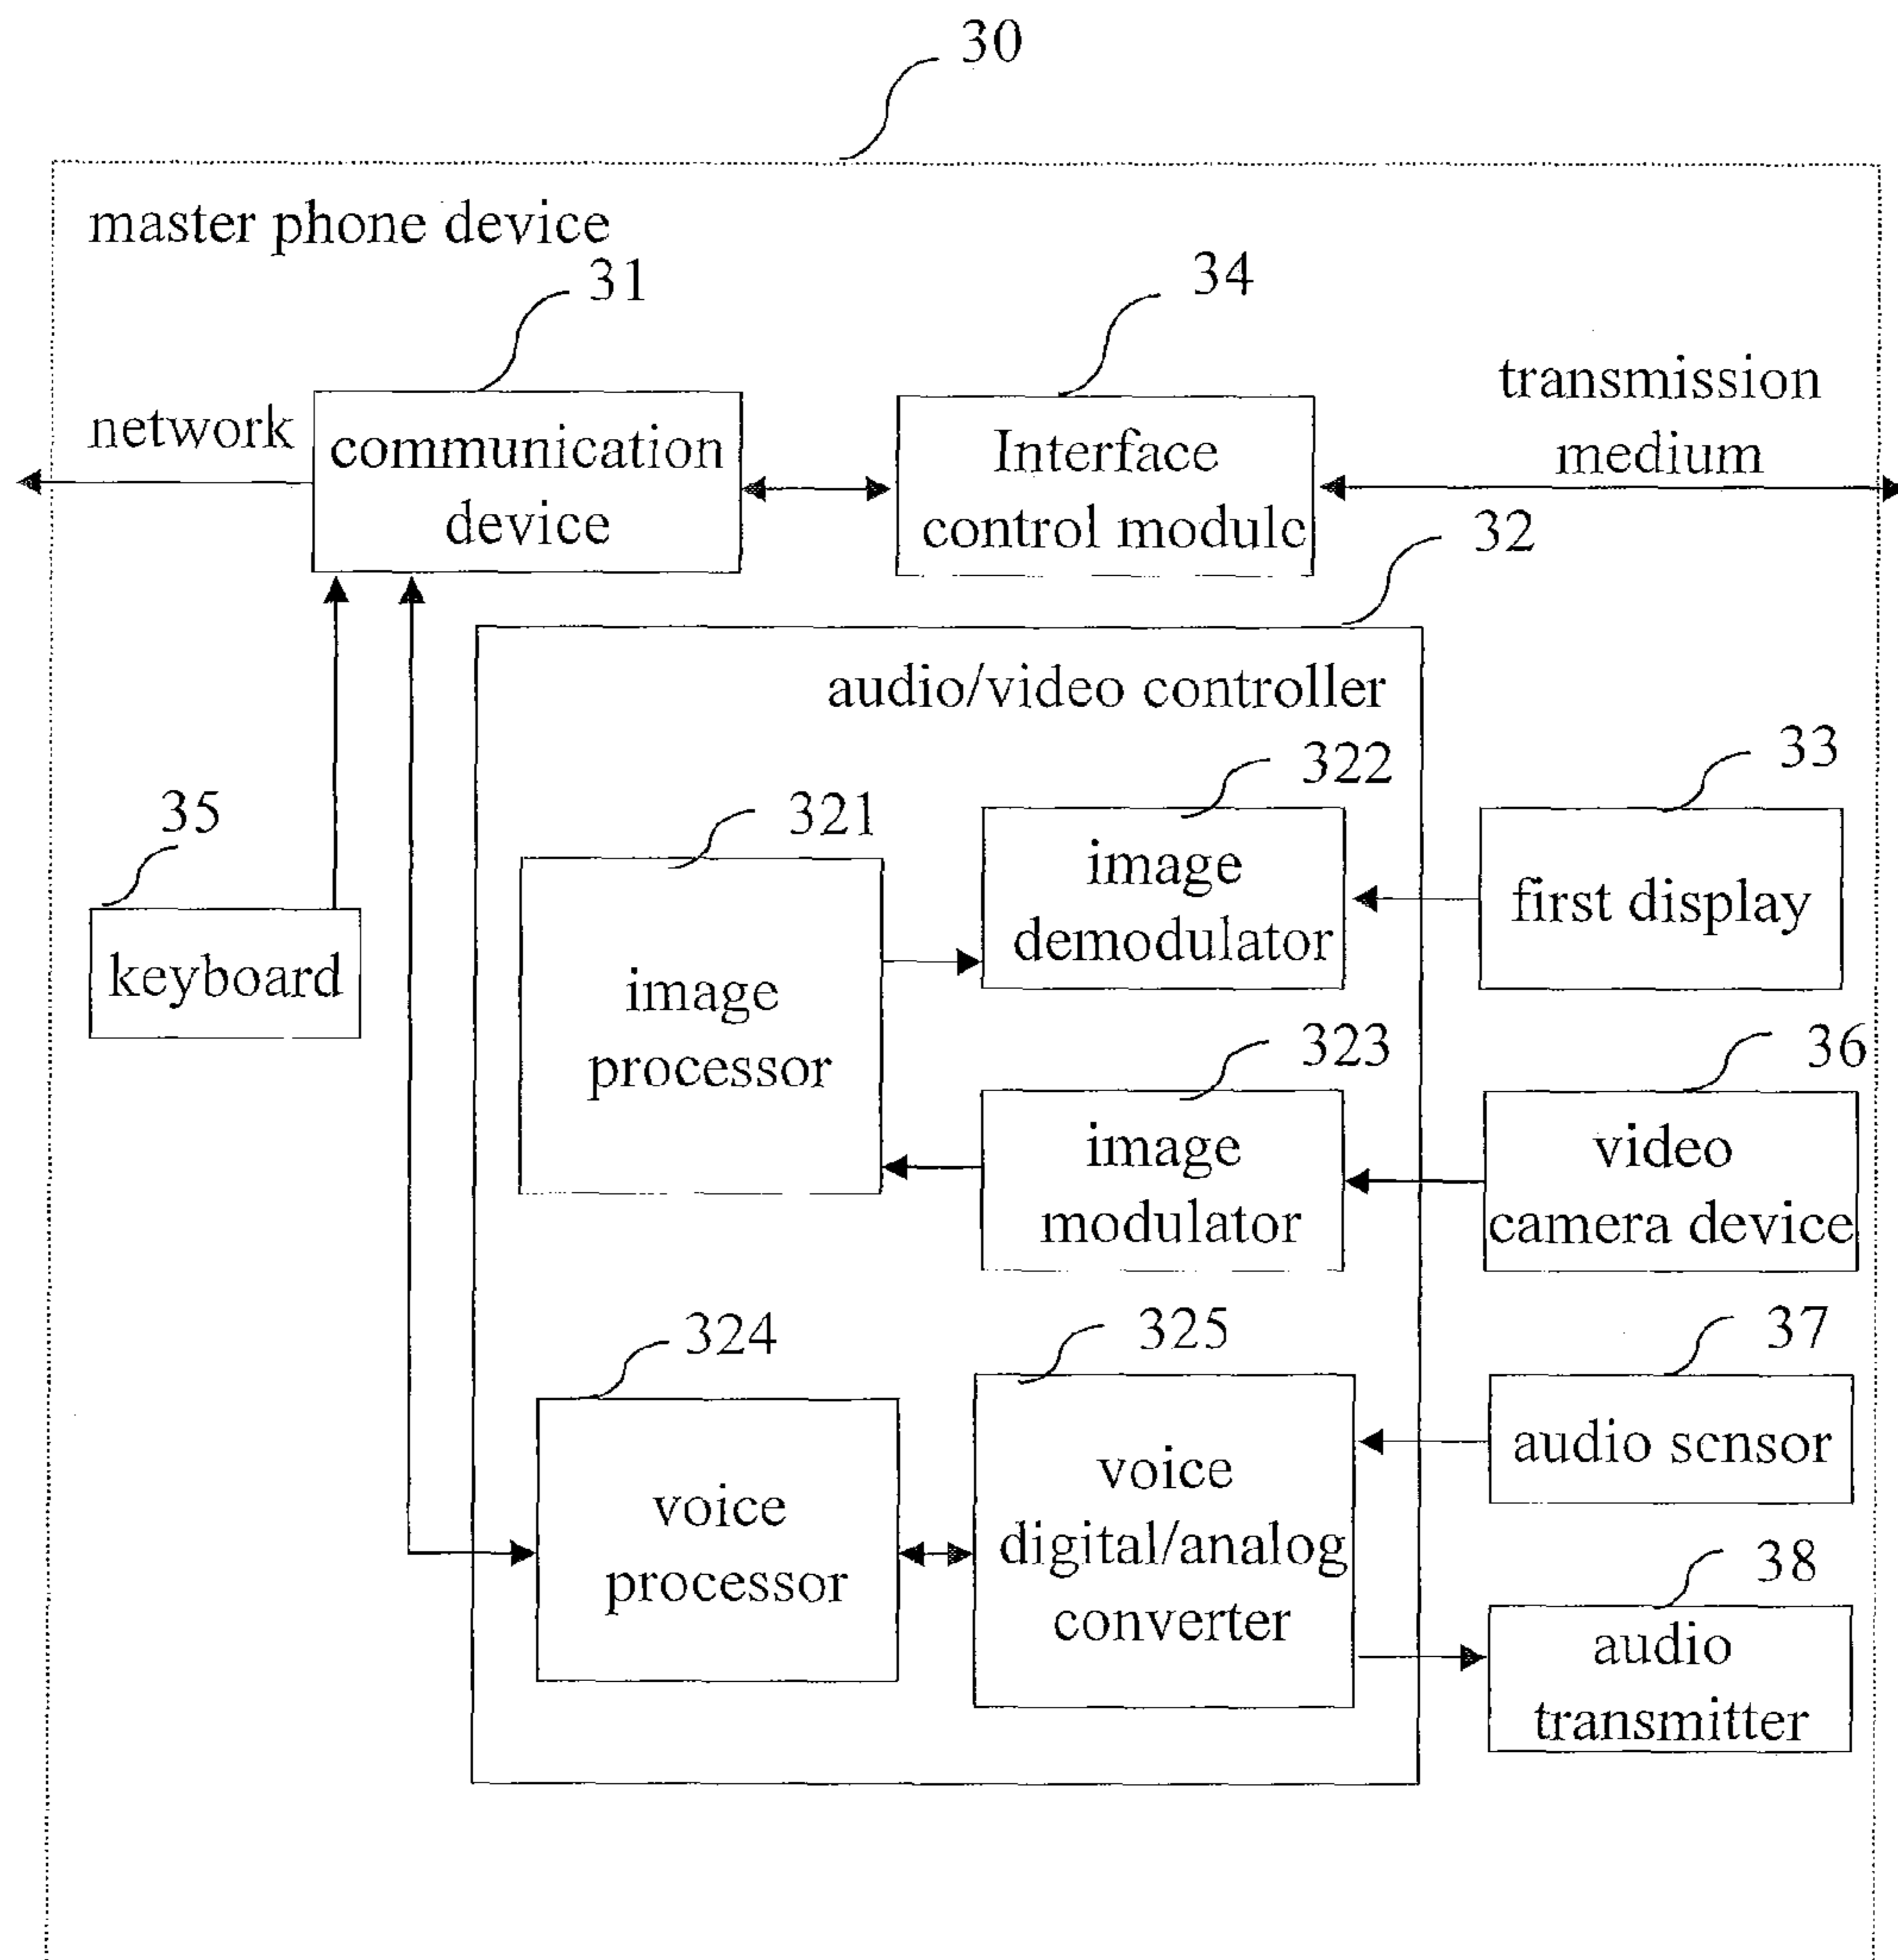 30
master phone device
31
34
network
communication
device
Interface
control module
transmission
medium
32
audio/video controller
35
keyboard
321
image
processor
322
image
demodulator
33
first display
323
image
modulator
36
video
camera device
324
voice
processor
325
voice
digital/analog
converter
37
audio sensor
38
audio
transmitter